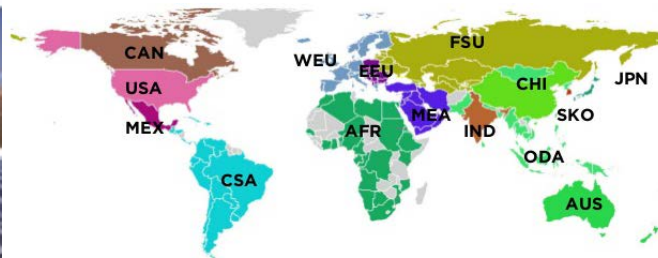 CAN
WEU
FSU
EEU
USA
CHI
JPN
MEX
AFR
MEA
IND
SKO
ODA
CSA
AUS